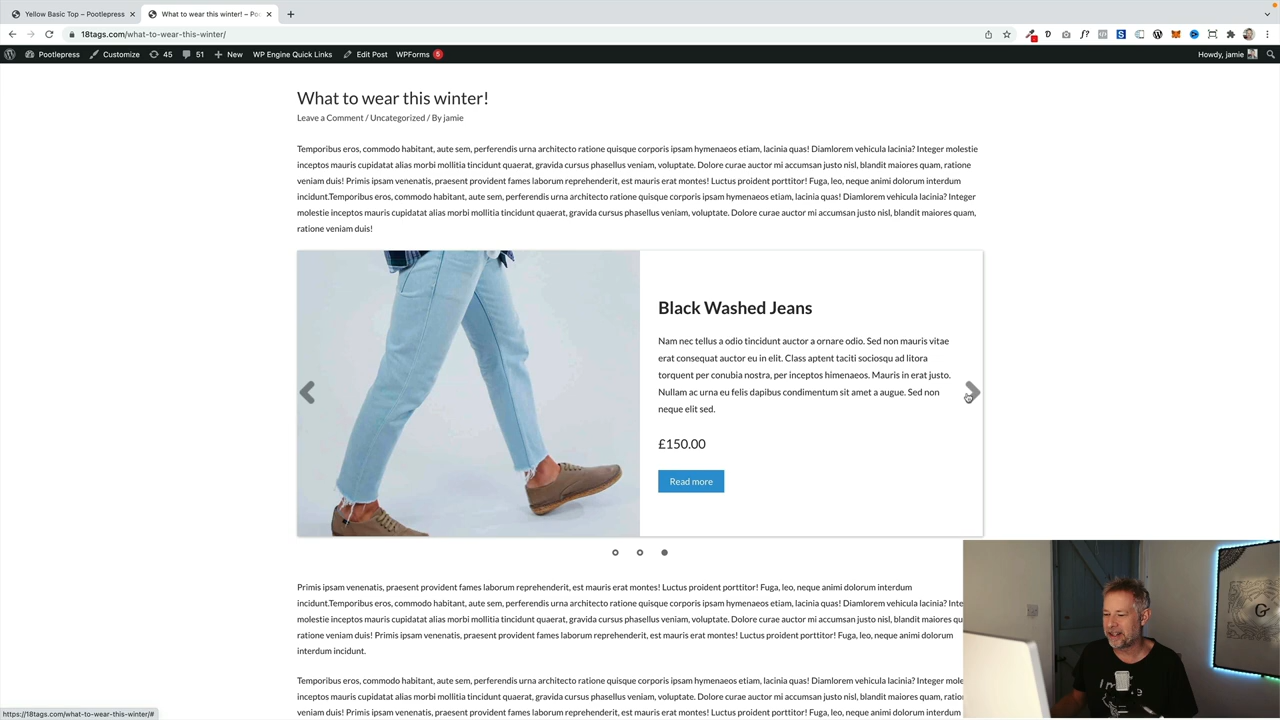 Yellow Basic Top – Pootlepress
What to wear this winter! – Poo
18tags.com/what-to-wear-this-winter/
Pootlepress
Customize
45
51
New
WP Engine Quick Links
Edit Post
WPForms
5
Howdy, jamie
What to wear this winter!
Leave a Comment / Uncategorized / By jamie
Temporibus eros, commodo habitant, aute sem, perferendis urna architecto ratione quisque corporis ipsam hymenaeos etiam, lacinia quas! Diamlorem vehicula lacinia? Integer molestie
inceptos mauris cupidatat alias morbi mollitia tincidunt quaerat, gravida cursus phasellus veniam, voluptate. Dolore curae auctor mi accumsan justo nisl, blandit maiores quam, ratione
veniam duis! Primis ipsam venenatis, praesent provident fames laborum reprehenderit, est mauris erat montes! Luctus proident porttitor! Fuga, leo, neque animi dolorum interdum
incidunt.Temporibus eros, commodo habitant, aute sem, perferendis urna architecto ratione quisque corporis ipsam hymenaeos etiam, lacinia quas! Diamlorem vehicula lacinia? Integer
molestie inceptos mauris cupidatat alias morbi mollitia tincidunt quaerat, gravida cursus phasellus veniam, voluptate. Dolore curae auctor mi accumsan justo nisl, blandit maiores quam,
ratione veniam duis!
Black Washed Jeans
Nam nec tellus a odio tincidunt auctor a ornare odio. Sed non mauris vitae
erat consequat auctor eu in elit. Class aptent taciti sociosqu ad litora
torquent per conubia nostra, per inceptos himenaeos. Mauris in erat justo.
Nullam ac urna eu felis dapibus condimentum sit amet a augue. Sed non
neque elit sed.
£150.00
Read more
Primis ipsam venenatis, praesent provident fames laborum reprehenderit, est mauris erat montes! Luctus proident porttitor! Fuga, leo, neque animi dolorum interdum
incidunt.Temporibus eros, commodo habitant, aute sem, perferendis urna architecto ratione quisque corporis ipsam hymenaeos etiam, lacinia quas! Diamlorem vehicula lacinia? Inte
molestie inceptos mauris cupidatat alias morbi mollitia tincidunt quaerat, gravida cursus phasellus veniam, voluptate. Dolore curae auctor mi accumsan justo nisl, blandit maiores qu
ratione veniam duis! Primis ipsam venenatis, praesent provident fames laborum reprehenderit, est mauris erat montes! Luctus proident porttitor! Fuga, leo, neque animi dolorum
interdum incidunt.
Temporibus eros, commodo habitant, aute sem, perferendis urna architecto ratione quisque corporis ipsam hymenaeos etiam, lacinia quas! Diamlorem vehicula lacinia? Integer mole
inceptos mauris cupidatat alias morbi mollitia tincidunt quaerat, gravida cursus phasellus veniam, voluptate. Dolore curae auctor mi accumsan justo nisl, blandit maiores quam, ratio
veniam duis! Primis ipsam venenatis, praesent provident fames laborum reprehenderit, est mauris erat montes! Luctus proident porttitor! Fuga, leo, neque animi dolorum interdum
https://18tags.com/what-to-wear-this-winter/#